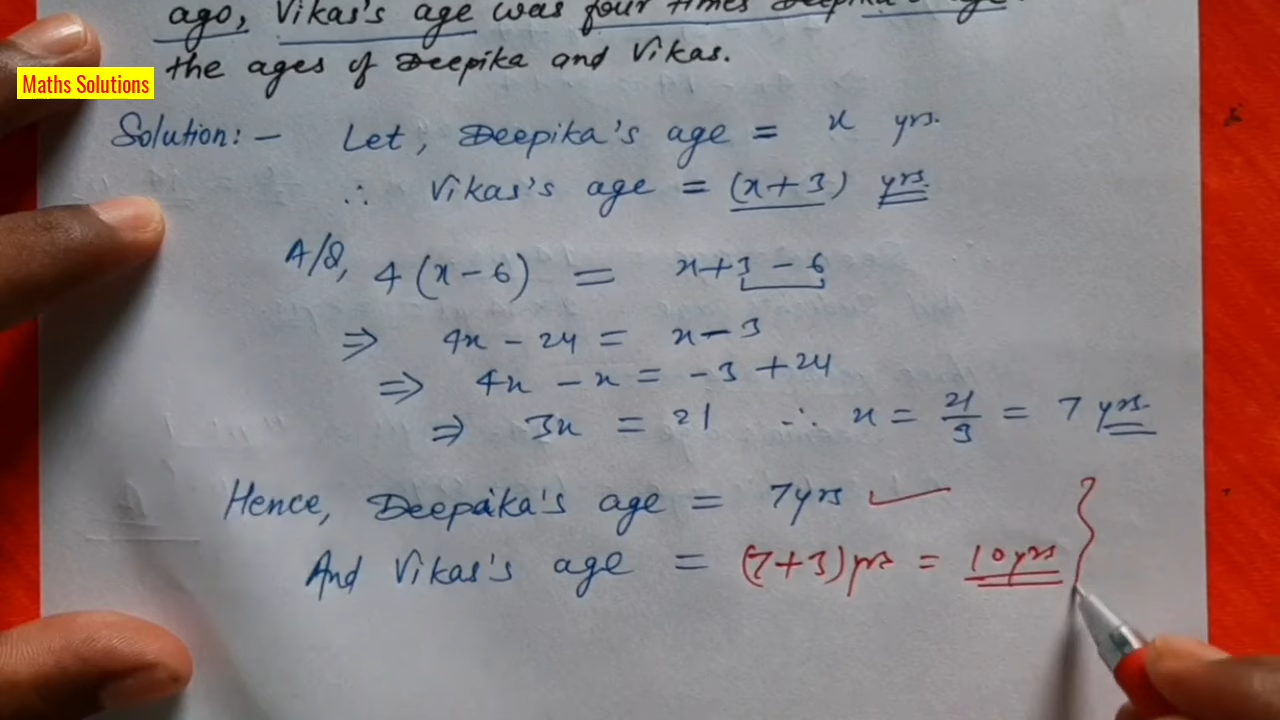 ago, Vikas's age was four times Deepika's age.
the ages of Deepika and Vikas.
Maths Solutions
Solution:- Let, Deepika's age = x yrs.
∴ Vikas's age = (x+3) yrs.
A/Q, 4(x-6) = x+3-6
⇒ 4x - 24 = x - 3
⇒ 4x - x = -3 + 24
⇒ 3x = 21 ∴ x = 21/3 = 7 yrs.
Hence, Deepika's age = 7yrs
And Vikas's age = (7+3)yrs = 10yrs